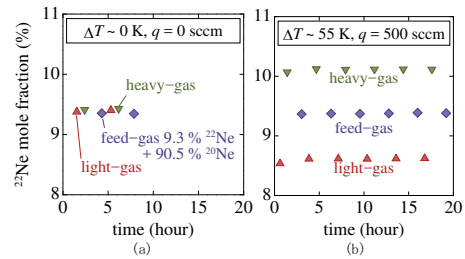 11
ΔT ~ 0 K, q = 0 sccm
10
heavy-gas
9
feed-gas 9.3 % ²²Ne
+ 90.5 % ²⁰Ne
light-gas
8
0 5 10 15 20
time (hour)
(a)
²²Ne mole fraction (%)
11
ΔT ~ 55 K, q = 500 sccm
10
heavy-gas
feed-gas
9
light-gas
8
0 5 10 15 20
time (hour)
(b)